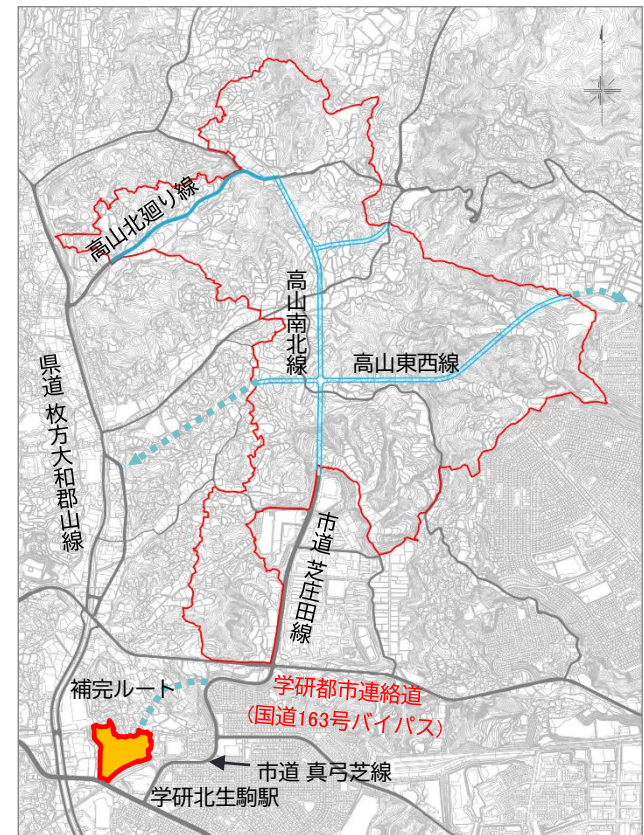 高山北廻り線
高山南北線
高山東西線
県道 枚方大和郡山線
市道 芝庄田線
補完ルート
学研都市連絡道
(国道163号バイパス)
市道 真弓芝線
学研北生駒駅